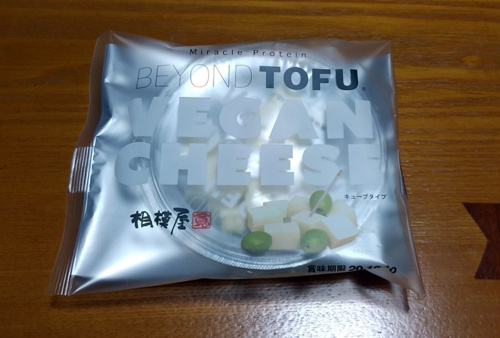 Miracle Protein
BEYOND TOFU
VEGAN
CHEESE
キューブタイプ
相模屋
賞味期限